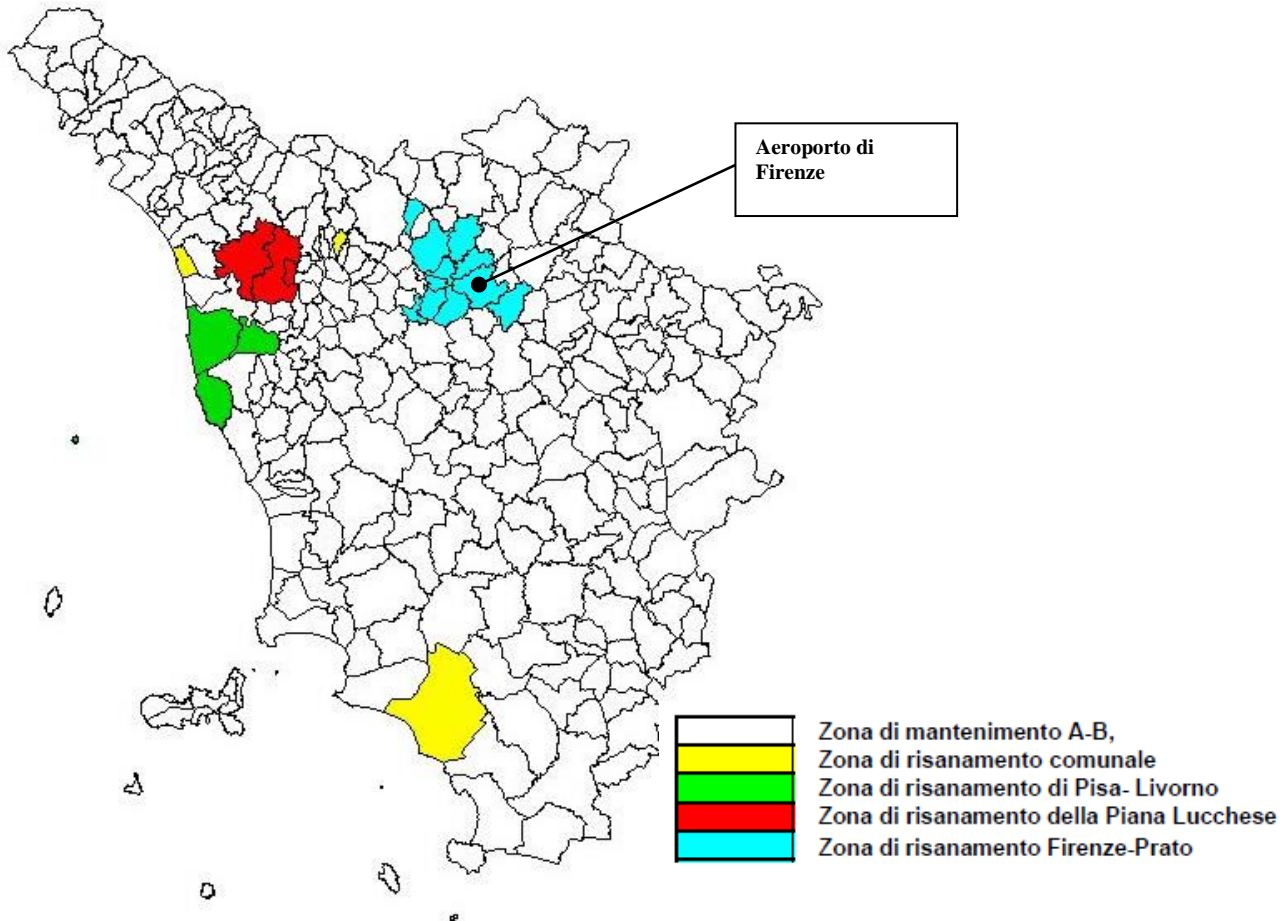 Aeroporto di
Firenze
Zona di mantenimento A-B,
Zona di risanamento comunale
Zona di risanamento di Pisa- Livorno
Zona di risanamento della Piana Lucchese
Zona di risanamento Firenze-Prato